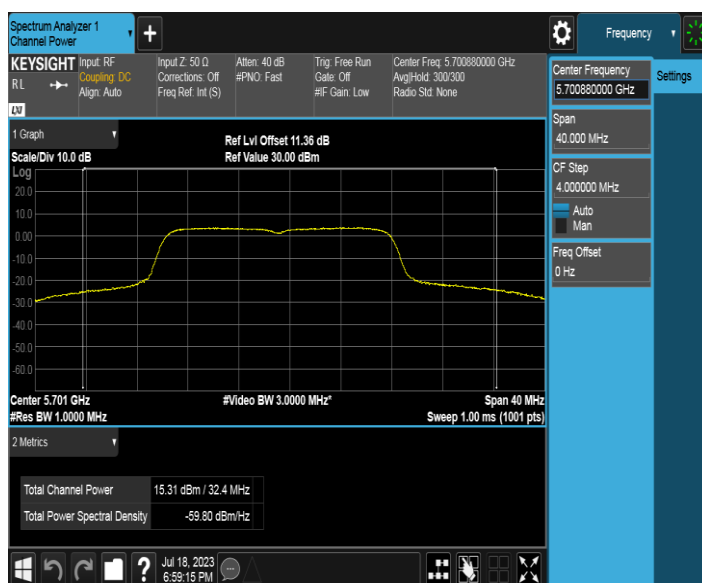 Spectrum Analyzer 1
Channel Power
+
Frequency
KEYSIGHT
R L
LXI
Input: RF
Coupling: DC
Align: Auto
Input Z: 50 Ω
Corrections: Off
Freq Ref: Int (S)
Atten: 40 dB
#PNO: Fast
Trig: Free Run
Gate: Off
#IF Gain: Low
Center Freq: 5.700880000 GHz
Avg|Hold: 300/300
Radio Std: None
Center Frequency
5.700880000 GHz
Settings
Span
40.000 MHz
CF Step
4.000000 MHz
Auto
Man
Freq Offset
0 Hz
1 Graph
Scale/Div 10.0 dB
Ref Lvl Offset 11.36 dB
Ref Value 30.00 dBm
Log
20.0
10.0
0.00
-10.0
-20.0
-30.0
-40.0
-50.0
-60.0
Center 5.701 GHz
#Video BW 3.0000 MHz*
Span 40 MHz
#Res BW 1.0000 MHz
Sweep 1.00 ms (1001 pts)
2 Metrics
Total Channel Power 15.31 dBm / 32.4 MHz
Total Power Spectral Density -59.80 dBm/Hz
?
Jul 18, 2023
6:59:15 PM